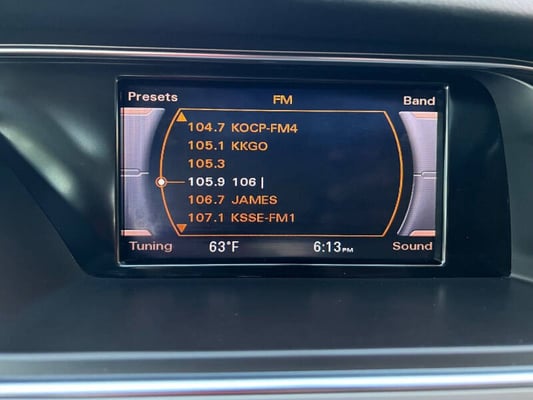 Presets FM Band
104.7 KOCP-FM4
105.1 KKGO
105.3
105.9 106 |
106.7 JAMES
107.1 KSSE-FM1
Tuning 63°F 6:13PM Sound